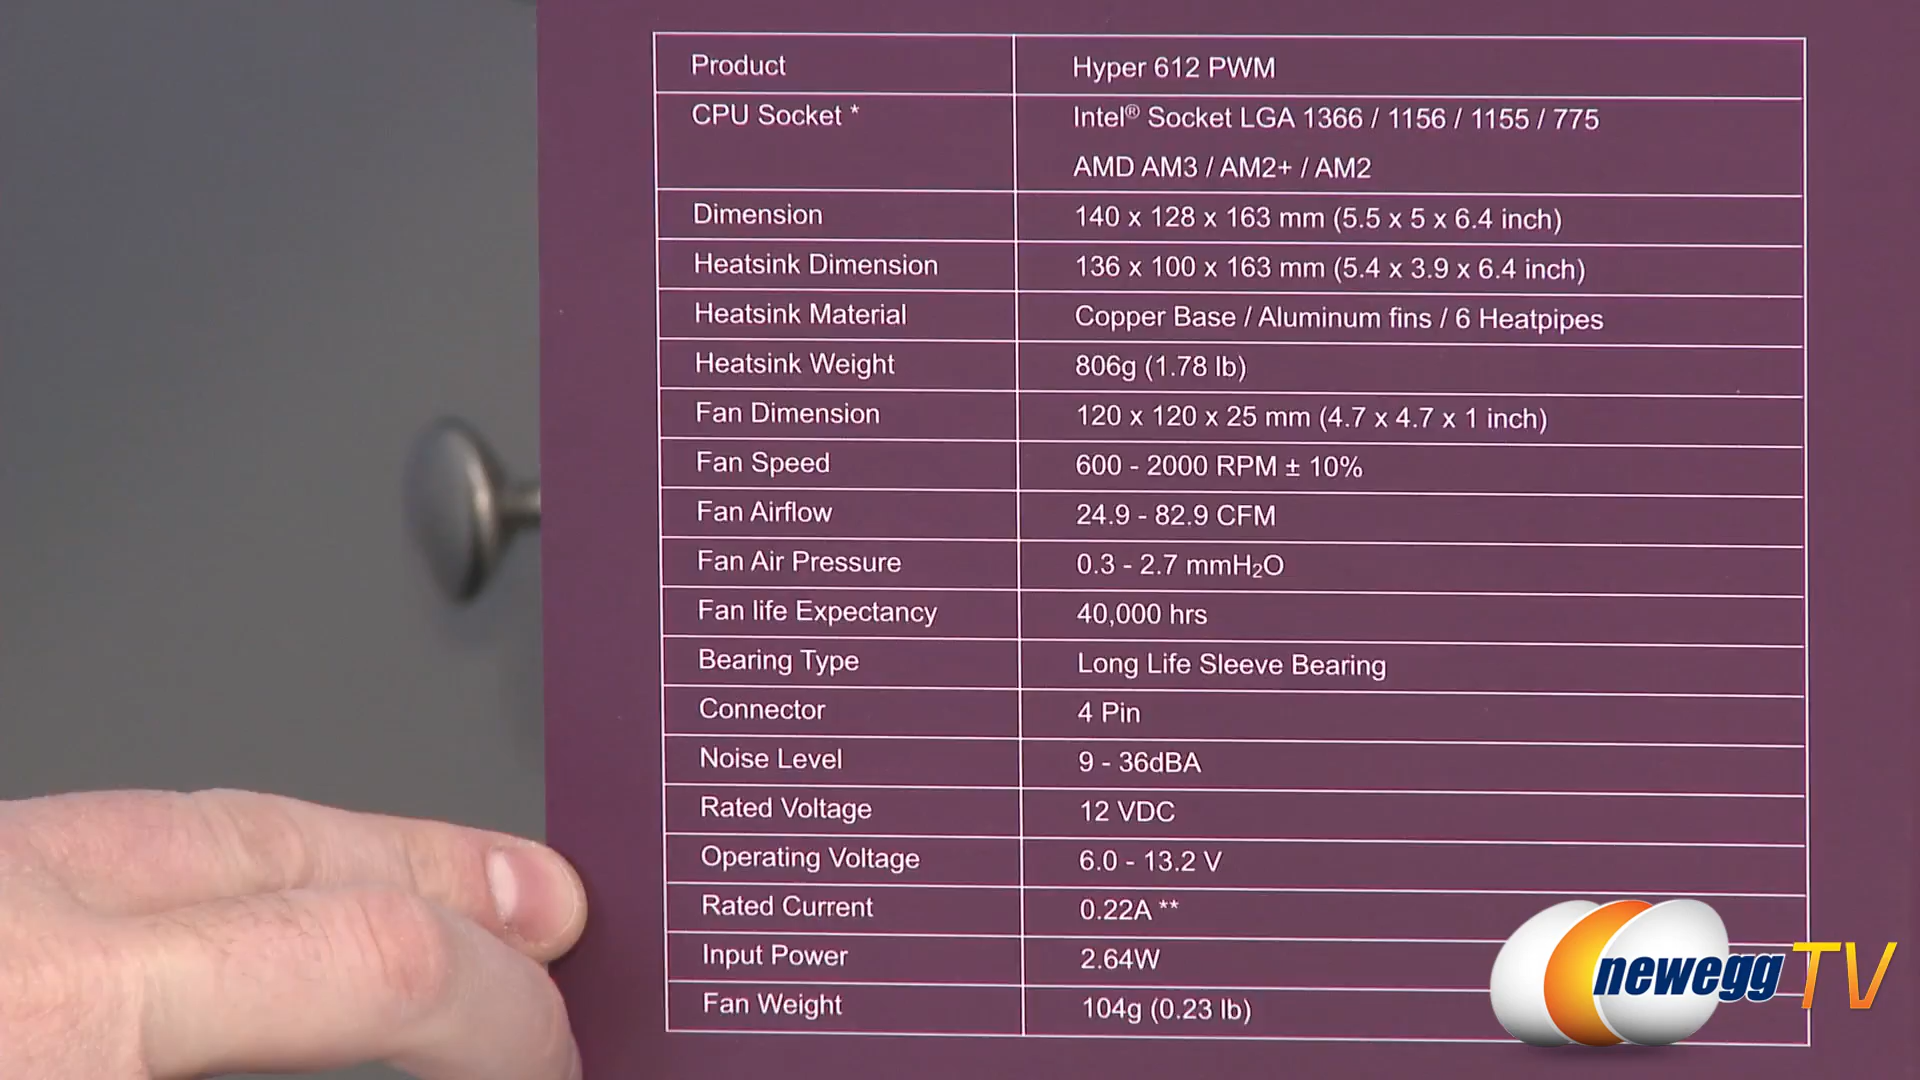 Product Hyper 612 PWM
CPU Socket * Intel® Socket LGA 1366 / 1156 / 1155 / 775
AMD AM3 / AM2+ / AM2
Dimension 140 x 128 x 163 mm (5.5 x 5 x 6.4 inch)
Heatsink Dimension 136 x 100 x 163 mm (5.4 x 3.9 x 6.4 inch)
Heatsink Material Copper Base / Aluminum fins / 6 Heatpipes
Heatsink Weight 806g (1.78 lb)
Fan Dimension 120 x 120 x 25 mm (4.7 x 4.7 x 1 inch)
Fan Speed 600 - 2000 RPM ± 10%
Fan Airflow 24.9 - 82.9 CFM
Fan Air Pressure 0.3 - 2.7 mmH₂O
Fan life Expectancy 40,000 hrs
Bearing Type Long Life Sleeve Bearing
Connector 4 Pin
Noise Level 9 - 36dBA
Rated Voltage 12 VDC
Operating Voltage 6.0 - 13.2 V
Rated Current 0.22A **
Input Power 2.64W
Fan Weight 104g (0.23 lb)
newegg TV